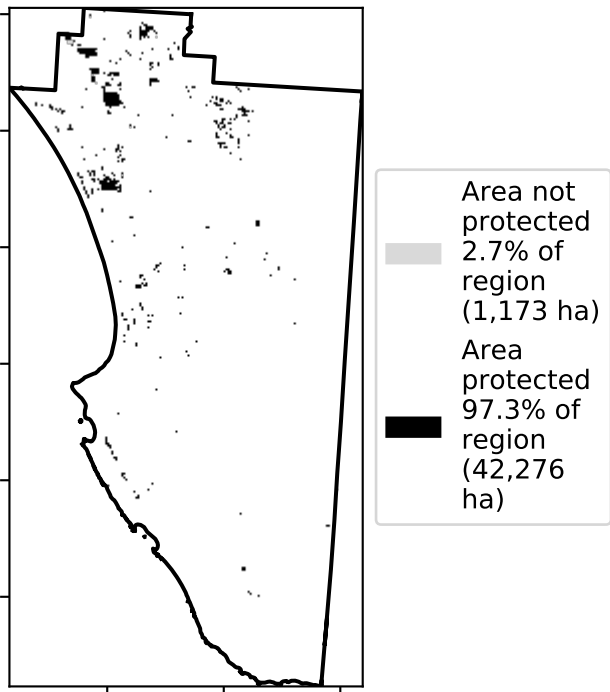 Area not
protected
2.7% of
region
(1,173 ha)
Area
protected
97.3% of
region
(42,276
ha)